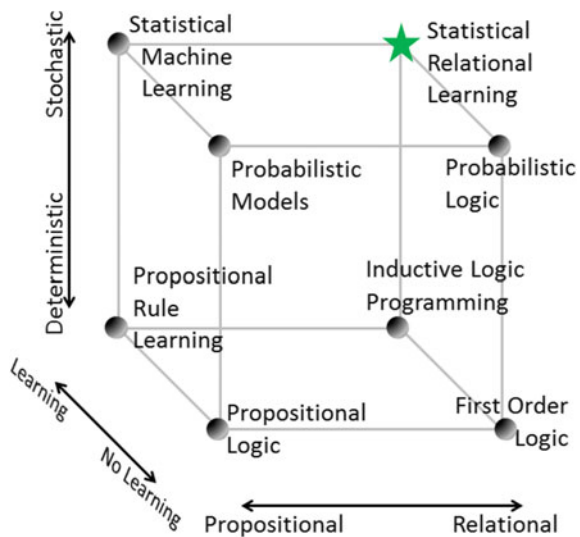 Stochastic
Deterministic
Statistical
Machine
Learning
Statistical
Relational
Learning
Probabilistic
Models
Probabilistic
Logic
Propositional
Rule
Learning
Inductive Logic
Programming
Propositional
Logic
First Order
Logic
Learning
No Learning
Propositional
Relational